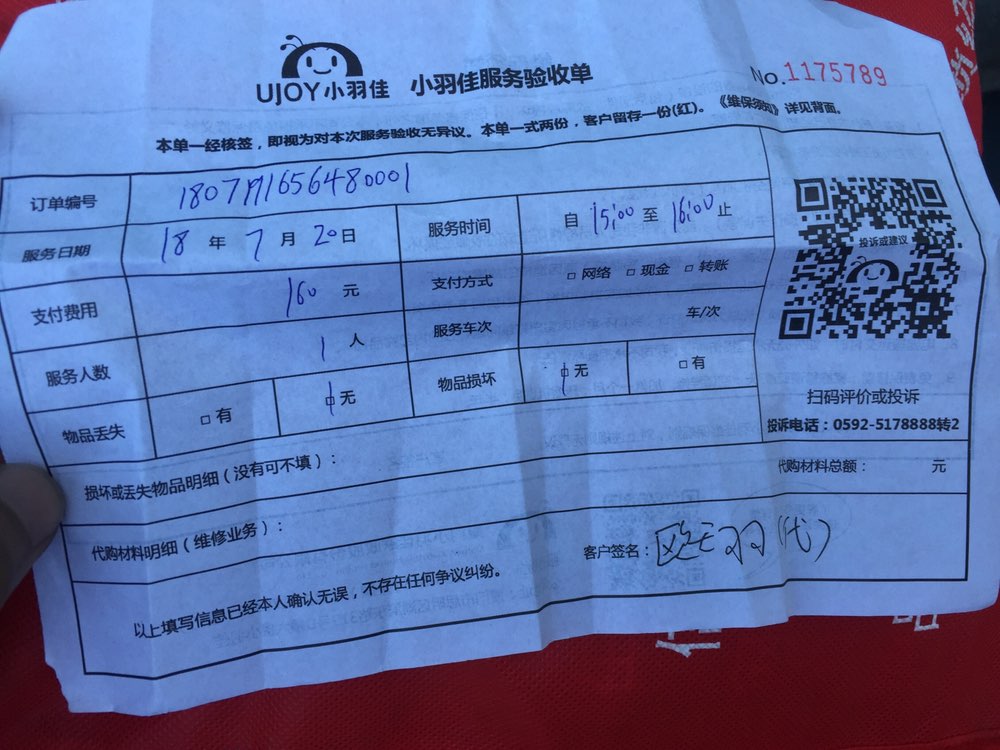 UJOY小羽佳 小羽佳服务验收单 No.1175789
本单一经核签，即视为对本次服务验收无异议。本单一式两份，客户留存一份(红)。《维保须知》详见背面。
订单编号 1807191656480001
服务日期 18 年 7 月 20 日 服务时间 自 15:00 至 16:00 止
支付费用 160 元 支付方式 □ 网络 □ 现金 □ 转账
服务人数 1 人 服务车次 车/次
物品丢失 □ 有 □ 无 物品损坏 □ 无 □ 有
投诉或建议
扫码评价或投诉
投诉电话：0592-5178888转2
损坏或丢失物品明细（没有可不填）：
代购材料明细（维修业务）： 代购材料总额： 元
以上填写信息已经本人确认无误，不存在任何争议纠纷。 客户签名： (代)